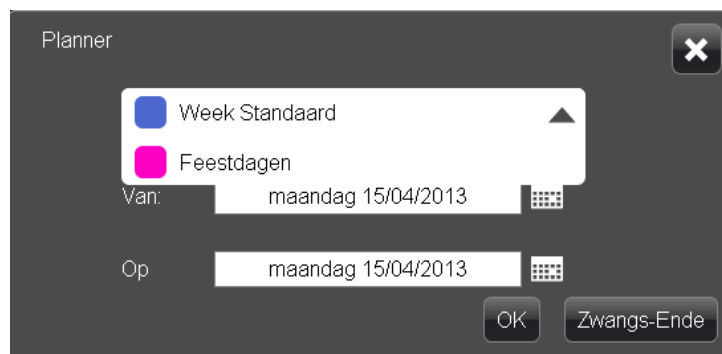 Planner
Week Standaard
Feestdagen
Van: maandag 15/04/2013
Op maandag 15/04/2013
OK Zwangs-Ende